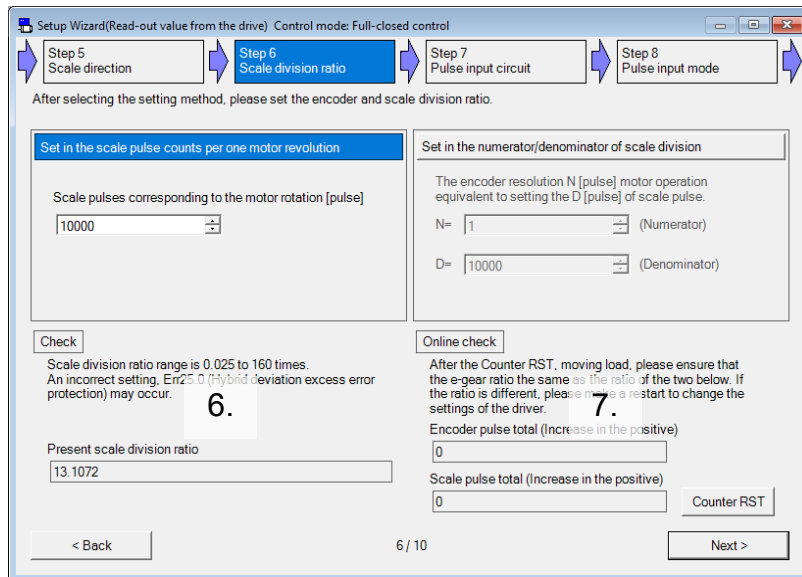 Setup Wizard(Read-out value from the drive) Control mode: Full-closed control
Step 5
Scale direction
Step 6
Scale division ratio
Step 7
Pulse input circuit
Step 8
Pulse input mode
After selecting the setting method, please set the encoder and scale division ratio.
Set in the scale pulse counts per one motor revolution
Scale pulses corresponding to the motor rotation [pulse]
10000
Set in the numerator/denominator of scale division
The encoder resolution N [pulse] motor operation
equivalent to setting the D [pulse] of scale pulse.
N= 1 (Numerator)
D= 10000 (Denominator)
Check
Scale division ratio range is 0.025 to 160 times.
An incorrect setting, Err25.0 (Hybrid deviation excess error
protection) may occur.
6.
Present scale division ratio
13.1072
Online check
After the Counter RST, moving load, please ensure that
the e-gear ratio the same as the ratio of the two below. If
the ratio is different, please make a restart to change the
settings of the driver.
7.
Encoder pulse total (Increase in the positive)
0
Scale pulse total (Increase in the positive)
0
Counter RST
< Back
6 / 10
Next >